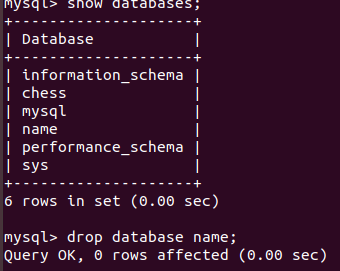 mysql> show databases;
+--------------------+
| Database           |
+--------------------+
| information_schema |
| chess              |
| mysql              |
| name               |
| performance_schema |
| sys                |
+--------------------+
6 rows in set (0.00 sec)

mysql> drop database name;
Query OK, 0 rows affected (0.00 sec)